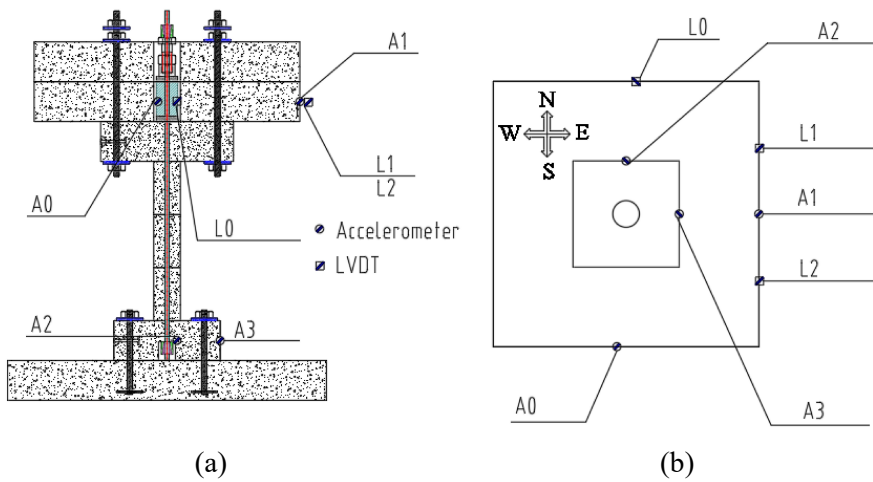 A1
L1
L2
A0
L0
Accelerometer
LVDT
A2
A3
(a)
L0
A2
N
W E
S
L1
A1
L2
A0
A3
(b)